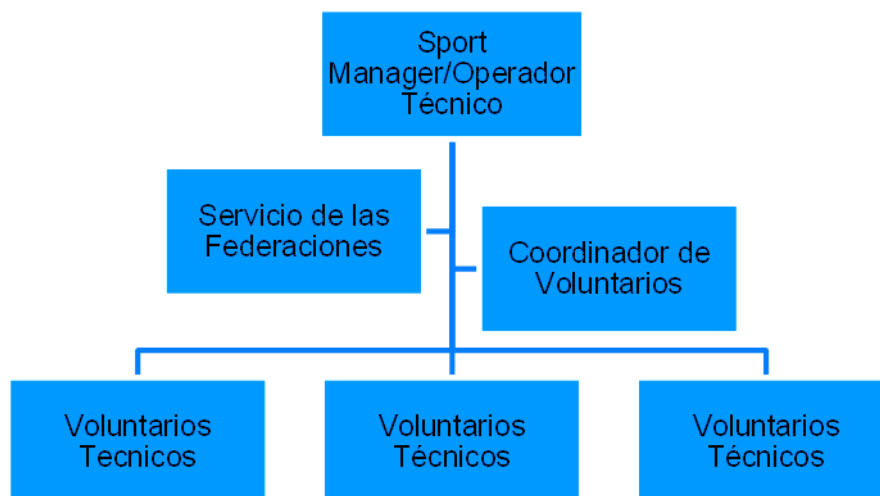 Sport
Manager/Operador
Técnico
Servicio de las
Federaciones
Coordinador de
Voluntarios
Voluntarios
Tecnicos
Voluntarios
Técnicos
Voluntarios
Técnicos